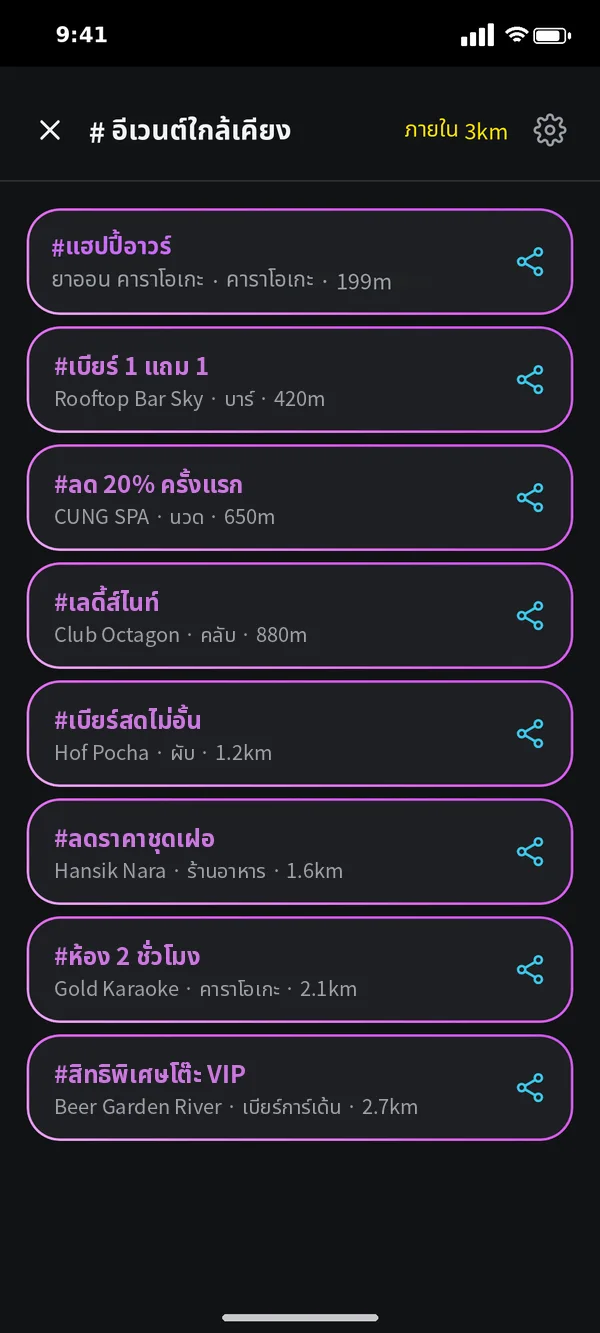 9:41
# อีเวนต์ใกล้เคียง
ภายใน 3km
#แฮปปี้อาวร์
ยาออน คาราโอเกะ · คาราโอเกะ · 199m
#เบียร์ 1 แถม 1
Rooftop Bar Sky · บาร์ · 420m
#ลด 20% ครั้งแรก
CUNG SPA · นวด · 650m
#เลดี้ส์ไนท์
Club Octagon · คลับ · 880m
#เบียร์สดไม่อั้น
Hof Pocha · ผับ · 1.2km
#ลดราคาชุดเฝอ
Hansik Nara · ร้านอาหาร · 1.6km
#ห้อง 2 ชั่วโมง
Gold Karaoke · คาราโอเกะ · 2.1km
#สิทธิพิเศษโต๊ะ VIP
Beer Garden River · เบียร์การ์เด้น · 2.7km